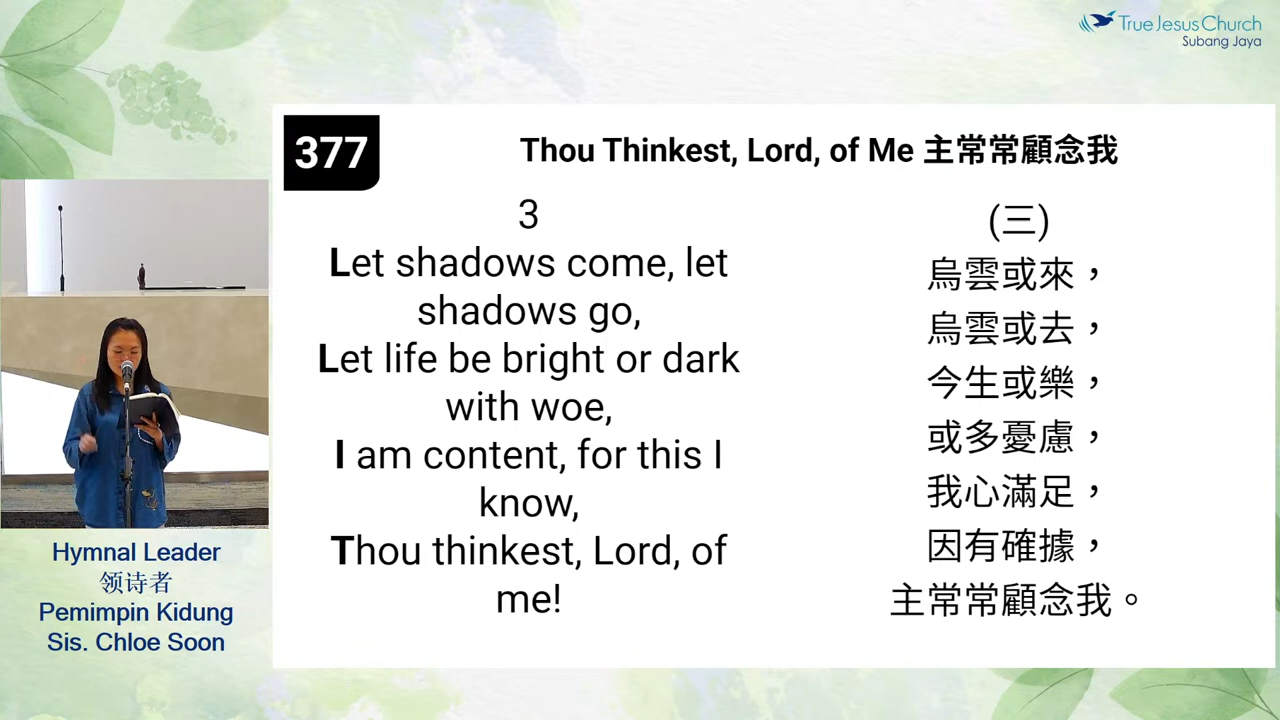 True Jesus Church
Subang Jaya
377
Thou Thinkest, Lord, of Me 主常常顧念我
3
Let shadows come, let
shadows go,
Let life be bright or dark
with woe,
I am content, for this I
know,
Thou thinkest, Lord, of
me!
(三)
烏雲或來，
烏雲或去，
今生或樂，
或多憂慮，
我心滿足，
因有確據，
主常常顧念我。
Hymnal Leader
领诗者
Pemimpin Kidung
Sis. Chloe Soon